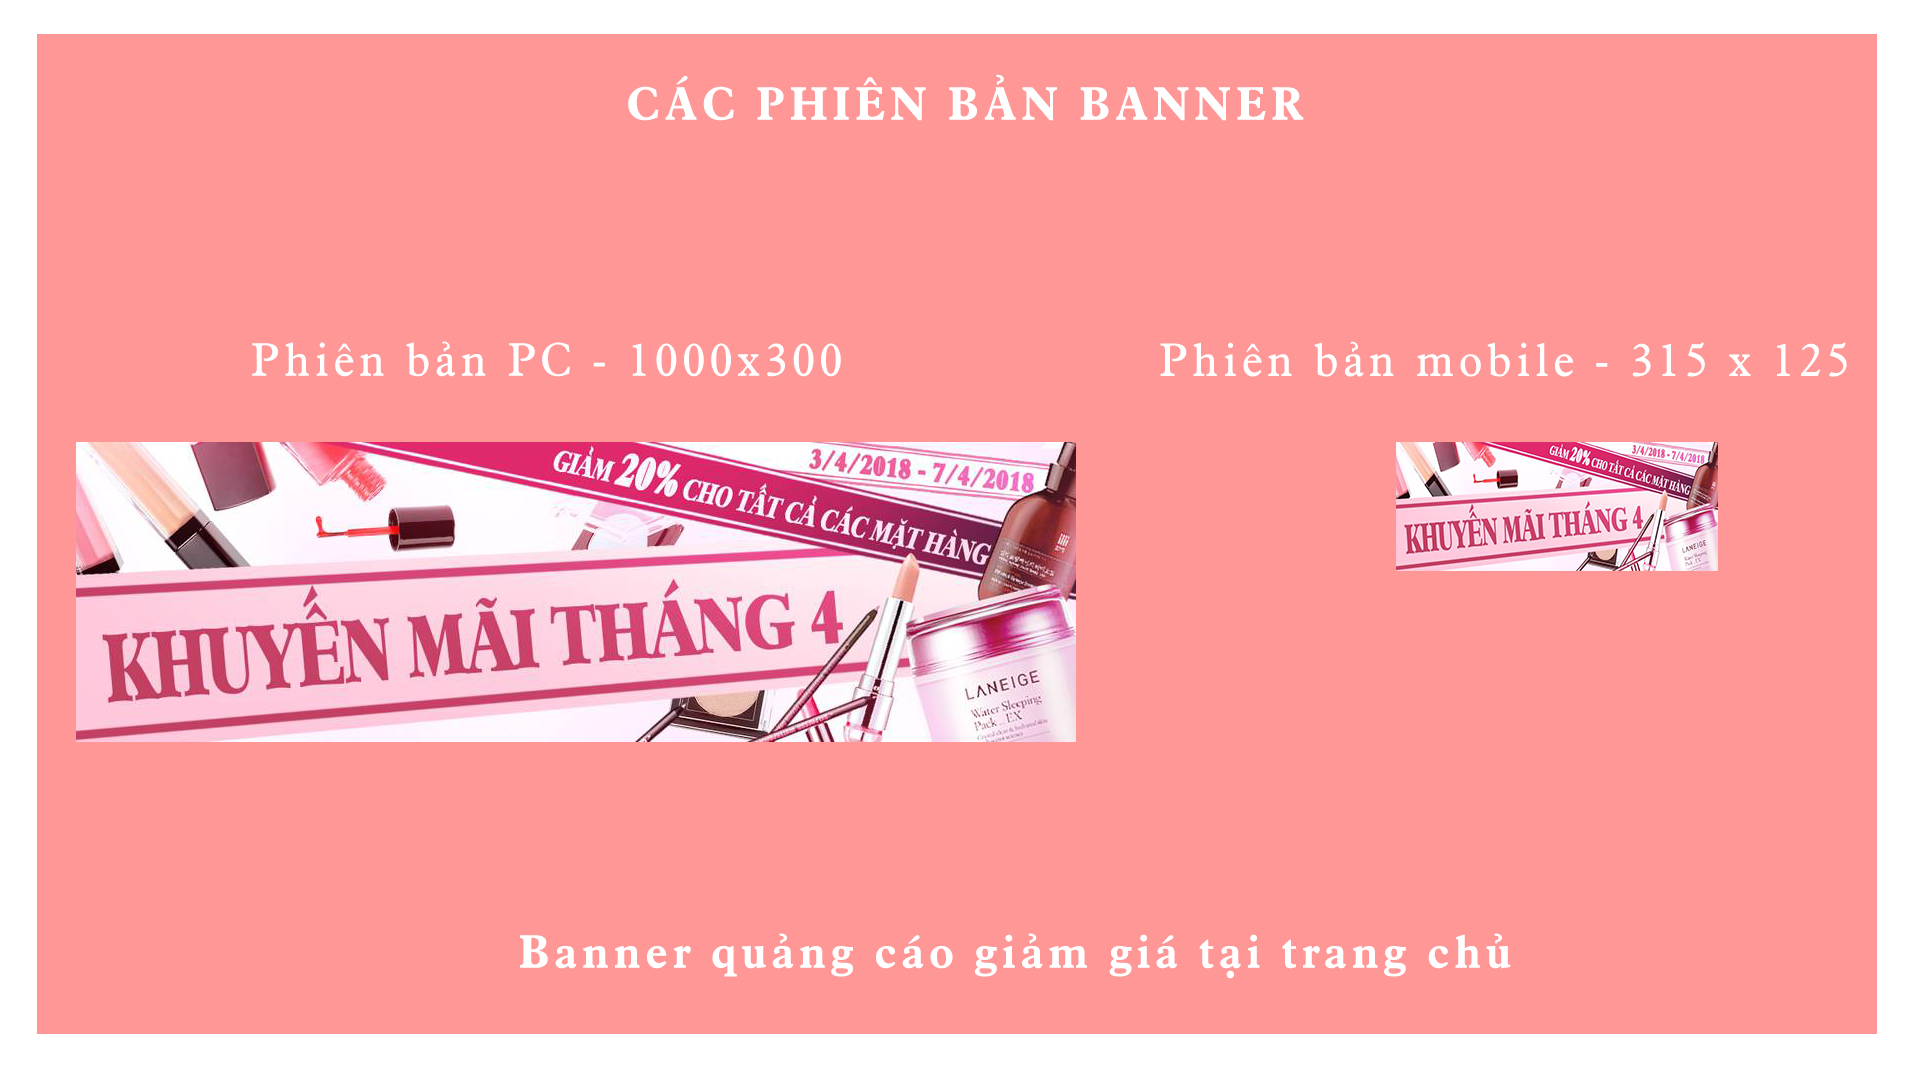 CÁC PHIÊN BẢN BANNER
Phiên bản PC - 1000x300
Phiên bản mobile - 315 x 125
GIẢM 20% CHO TẤT CẢ CÁC MẶT HÀNG
3/4/2018 - 7/4/2018
KHUYẾN MÃI THÁNG 4
LANEIGE
Water Sleeping
Pack_EX
GIẢM 20% CHO TẤT CẢ CÁC MẶT HÀNG
3/4/2018 - 7/4/2018
KHUYẾN MÃI THÁNG 4
LANEIGE
Water Sleeping
Pack_EX
Banner quảng cáo giảm giá tại trang chủ